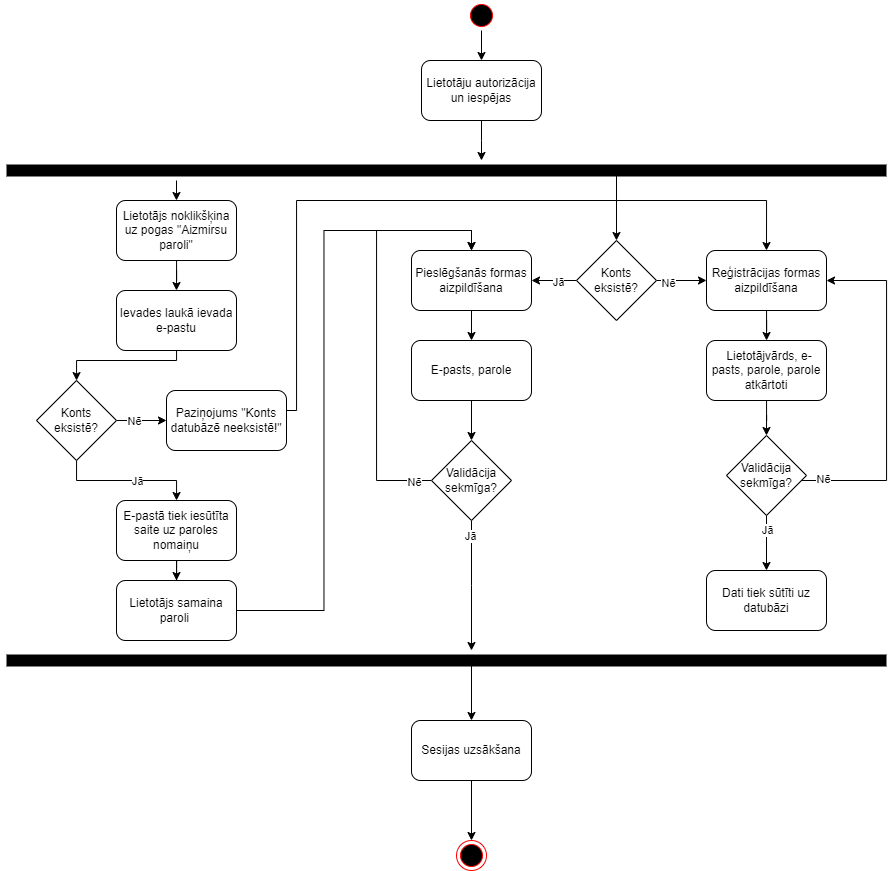 Lietotāju autorizācija
un iespējas
Lietotājs noklikšķina
uz pogas "Aizmirsu
paroli"
Ievades laukā ievada
e-pastu
Konts
eksistē?
Nē
Paziņojums "Konts
datubāzē neeksistē!"
Jā
E-pastā tiek iesūtīta
saite uz paroles
nomaiņu
Lietotājs samaina
paroli
Pieslēgšanās formas
aizpildīšana
Jā
Konts
eksistē?
Nē
Reģistrācijas formas
aizpildīšana
E-pasts, parole
Validācija
sekmīga?
Nē
Jā
Lietotājvārds, e-
pasts, parole, parole
atkārtoti
Validācija
sekmīga?
Nē
Jā
Dati tiek sūtīti uz
datubāzi
Sesijas uzsākšana